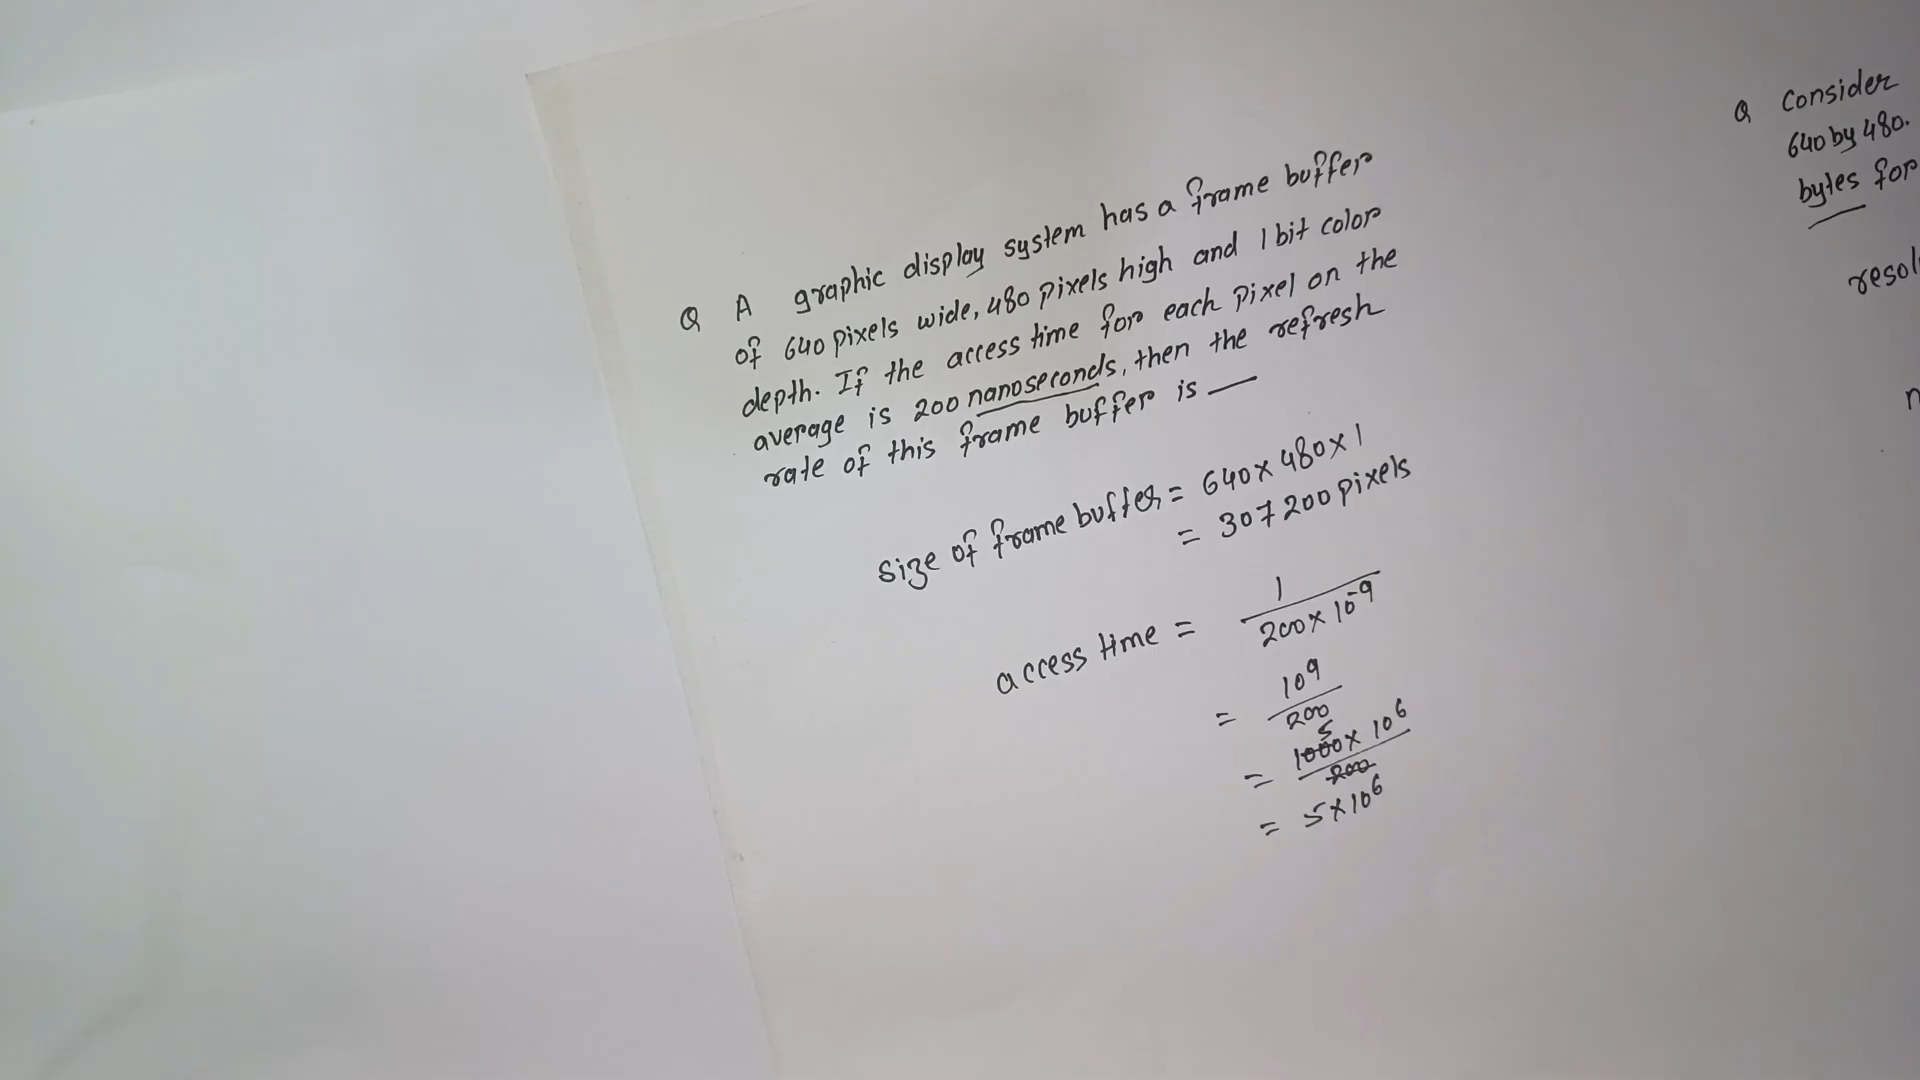 Q A graphic display system has a frame buffer
of 640 pixels wide, 480 pixels high and 1 bit color
depth. If the access time for each pixel on the
average is 200 nanoseconds, then the refresh
rate of this frame buffer is —
size of frame buffer = 640 x 480 x 1
= 307200 pixels
access time = 1 / 200 x 10^-9
= 10^9 / 200
= 1000 x 10^6 / 200 5
= 5 x 10^6
Q Consider
640 by 480.
bytes for